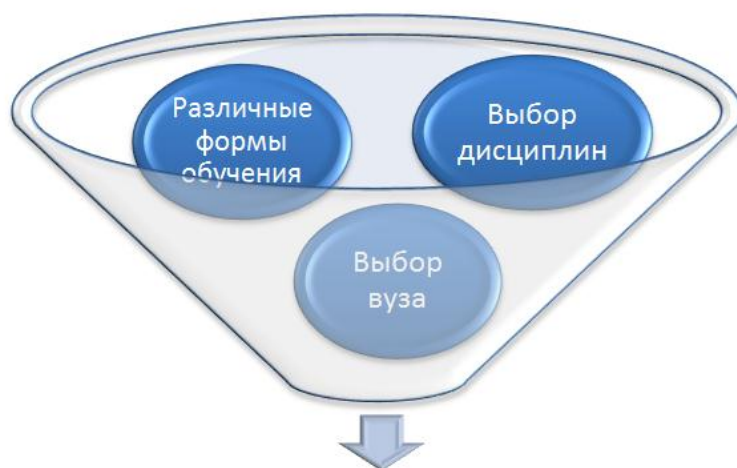 Различные
формы
обучения
Выбор
дисциплин
Выбор
вуза